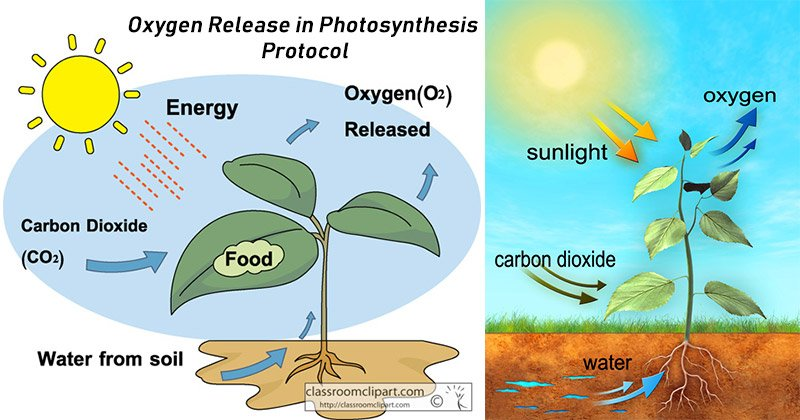 Oxygen Release in Photosynthesis
Protocol
Energy
Oxygen(O₂)
Released
Carbon Dioxide
(CO₂)
Food
Water from soil
classroomclipart.com
http://classroomclipart.com
©
oxygen
sunlight
carbon dioxide
water